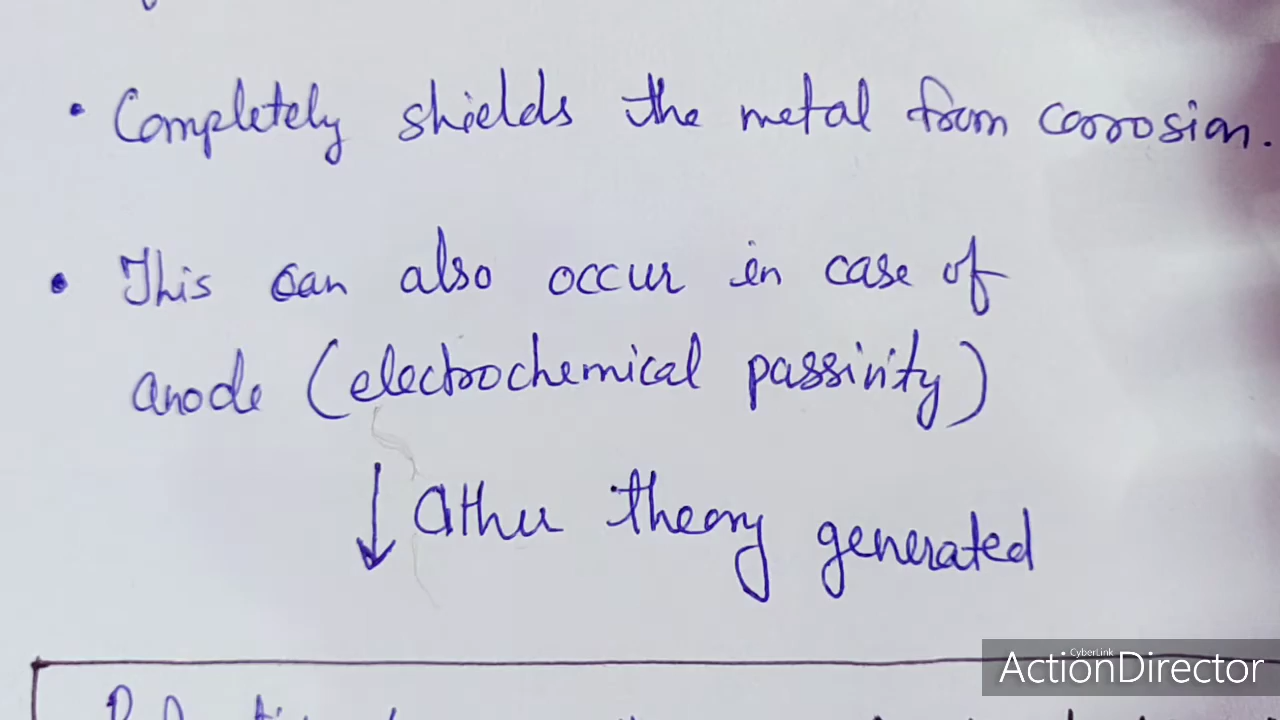 • Completely shields the metal from corrosion.
• This can also occur in case of
anode (electrochemical passivity)
↓ Other theory generated
CyberLink
ActionDirector